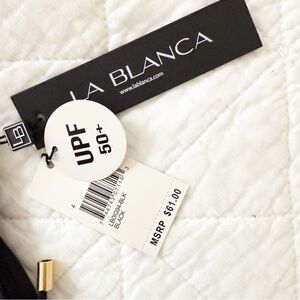 LA BLANCA
www.lablanca.com
LB
UPF
50+
BLACK
MSRP $61.00